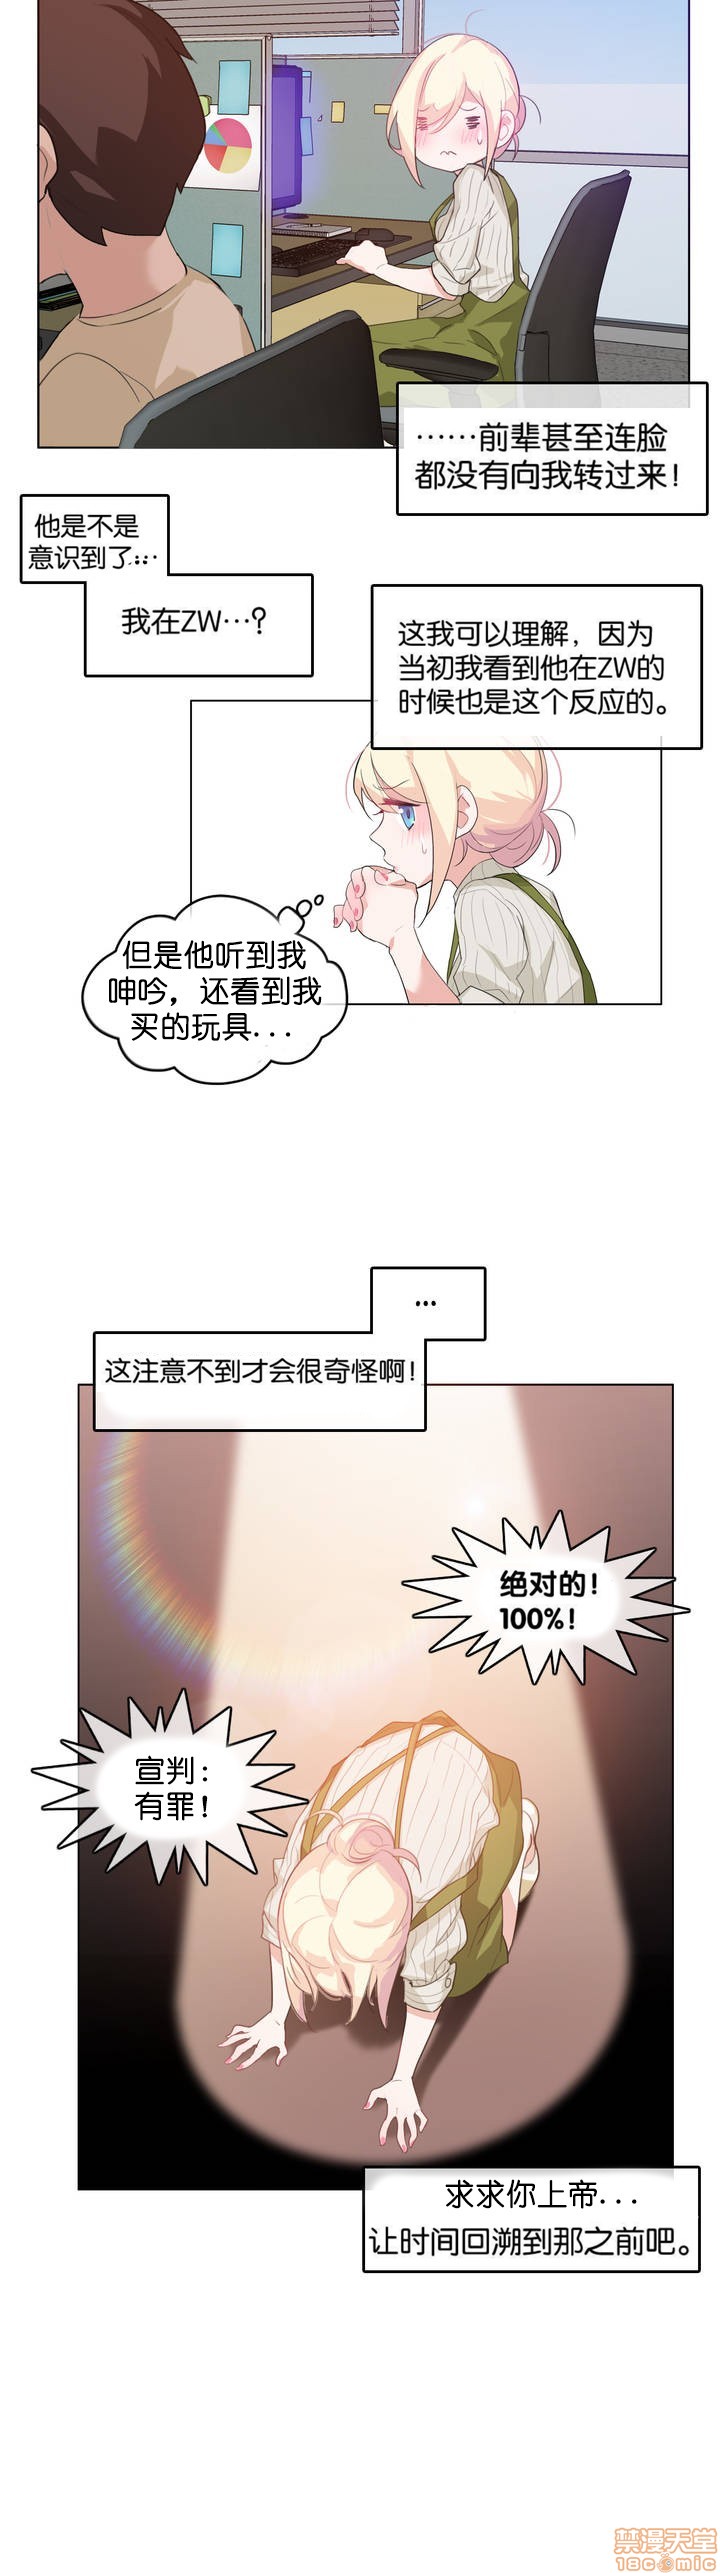 ……前辈甚至连脸
都没有向我转过来！
他是不是
意识到了…
我在ZW…？
这我可以理解，因为
当初我看到他在ZW的
时候也是这个反应的。
但是他听到我
呻吟，还看到我
买的玩具...
…
这注意不到才会很奇怪啊！
绝对的！
100%！
宣判：
有罪！
求求你上帝...
让时间回溯到那之前吧。
禁漫天堂
18comic